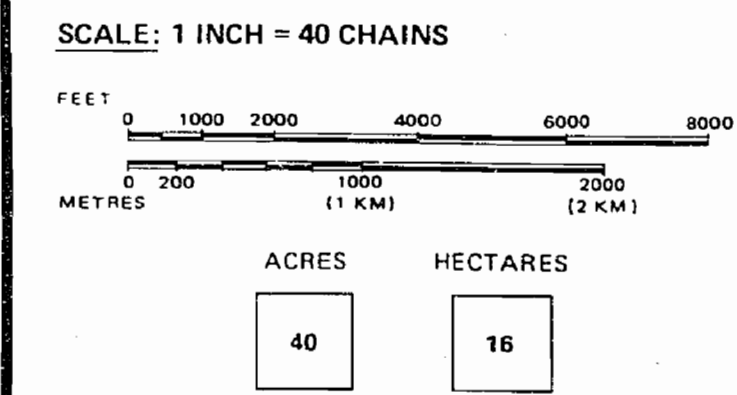 SCALE: 1 INCH = 40 CHAINS
FEET
0 1000 2000 4000 6000 8000
0 200 1000 2000
METRES (1 KM) (2 KM)
ACRES HECTARES
40 16